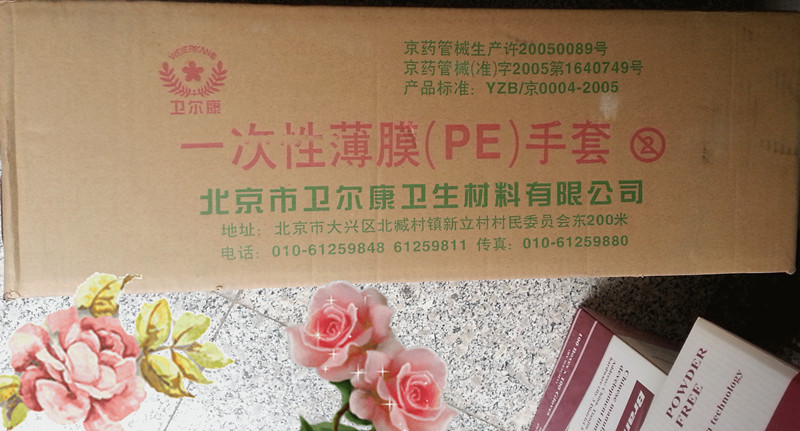 京药管械生产许20050089号
京药管械(准)字2005第1640749号
产品标准: YZB/京0004-2005
WEIERKANG
卫尔康
一次性薄膜(PE)手套
北京市卫尔康卫生材料有限公司
地址: 北京市大兴区北臧村镇新立村村民委员会东200米
电话: 010-61259848 61259811 传真: 010-61259880
POWDER
FREE
technology